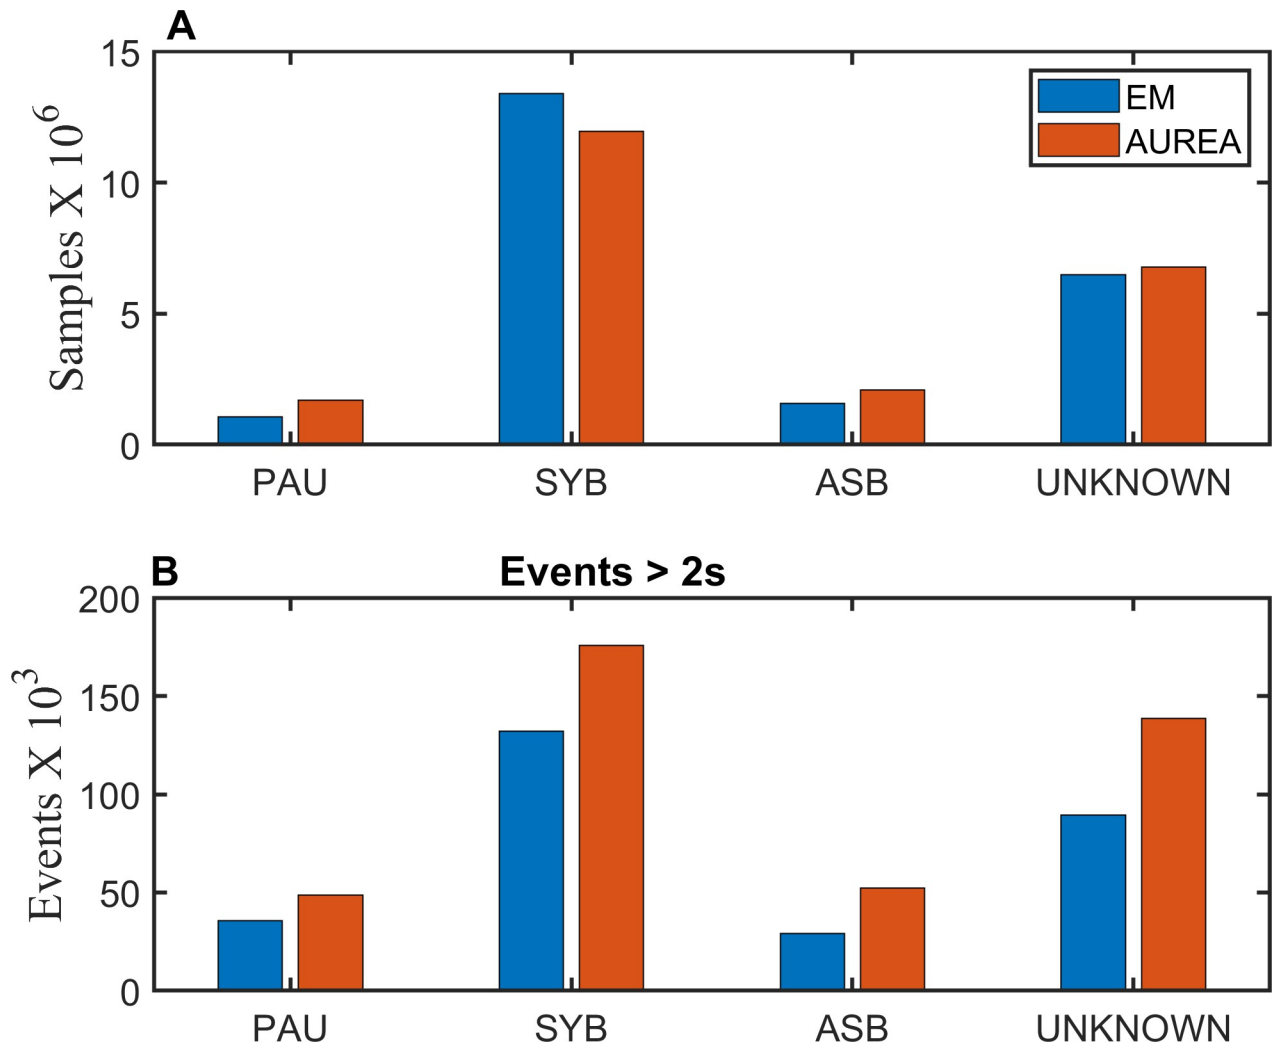 A
15
10
5
0
Samples X 10^6
EM
AUREA
PAU SYB ASB UNKNOWN
B Events > 2s
200
150
100
50
0
Events X 10^3
PAU SYB ASB UNKNOWN